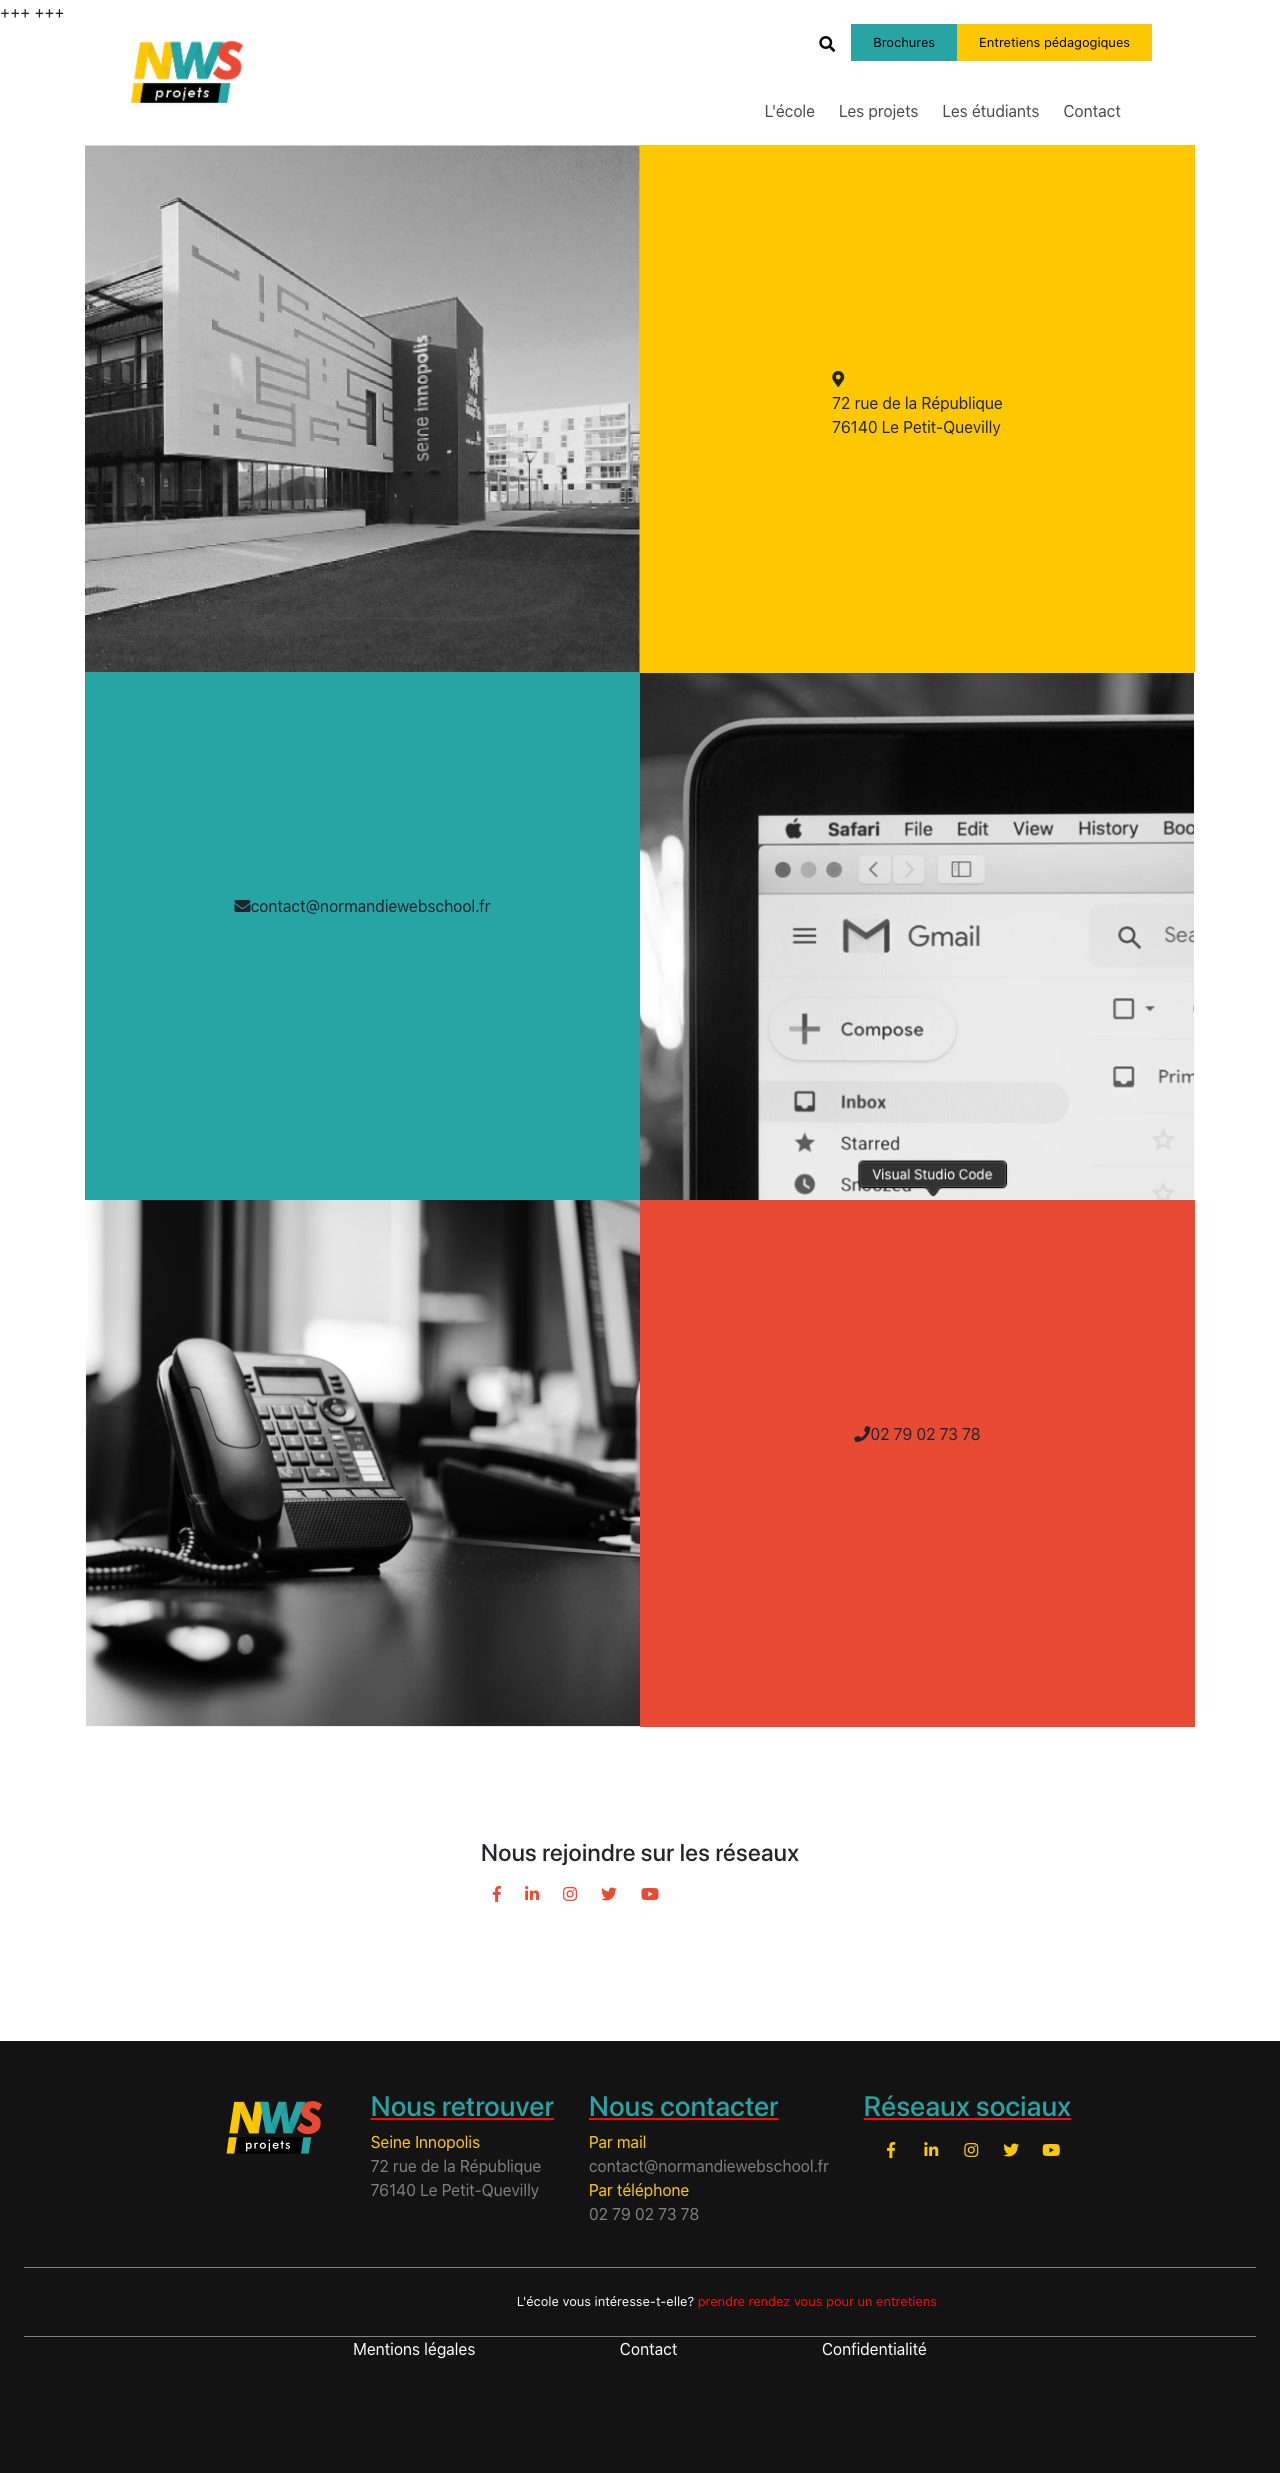 +++ +++
NWS
projets
Brochures
Entretiens pédagogiques
L'école
Les projets
Les étudiants
Contact
seine innopolis
72 rue de la République
76140 Le Petit-Quevilly
contact@normandiewebschool.fr
Safari File Edit View History Boo
Gmail
Sea
Compose
Prim
Inbox
Starred
Snoozed
Visual Studio Code
02 79 02 73 78
Nous rejoindre sur les réseaux
NWS
projets
Nous retrouver
Seine Innopolis
72 rue de la République
76140 Le Petit-Quevilly
Nous contacter
Par mail
contact@normandiewebschool.fr
Par téléphone
02 79 02 73 78
Réseaux sociaux
L'école vous intéresse-t-elle? prendre rendez vous pour un entretiens
Mentions légales
Contact
Confidentialité